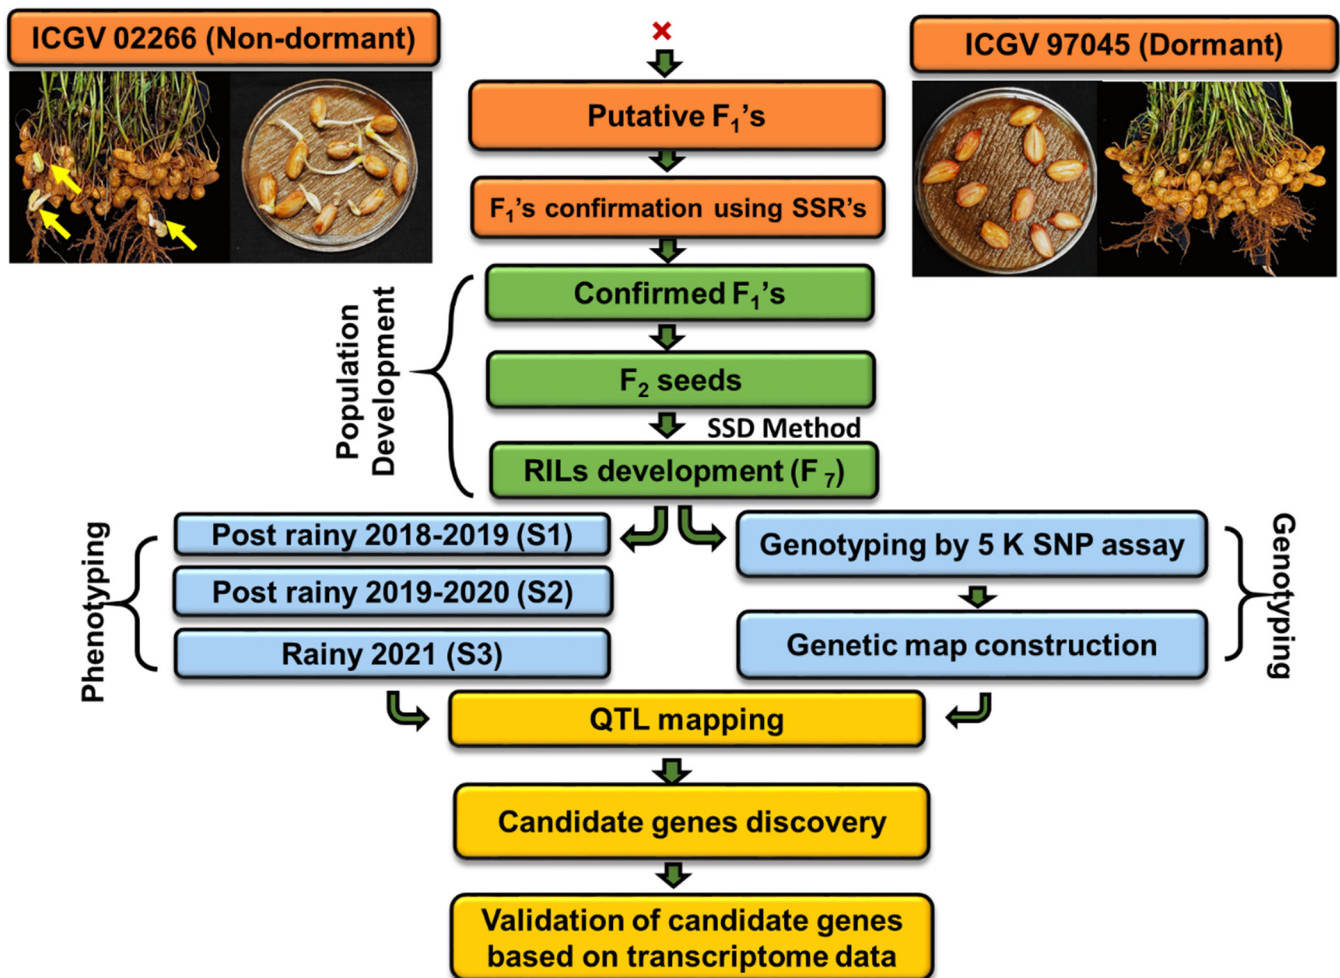 ICGV 02266 (Non-dormant)
×
ICGV 97045 (Dormant)
Putative F₁’s
F₁’s confirmation using SSR’s
Confirmed F₁’s
Population
Development
F₂ seeds
SSD Method
RILs development (F ₇)
Phenotyping
Post rainy 2018-2019 (S1)
Post rainy 2019-2020 (S2)
Rainy 2021 (S3)
Genotyping by 5 K SNP assay
Genetic map construction
Genotyping
QTL mapping
Candidate genes discovery
Validation of candidate genes
based on transcriptome data